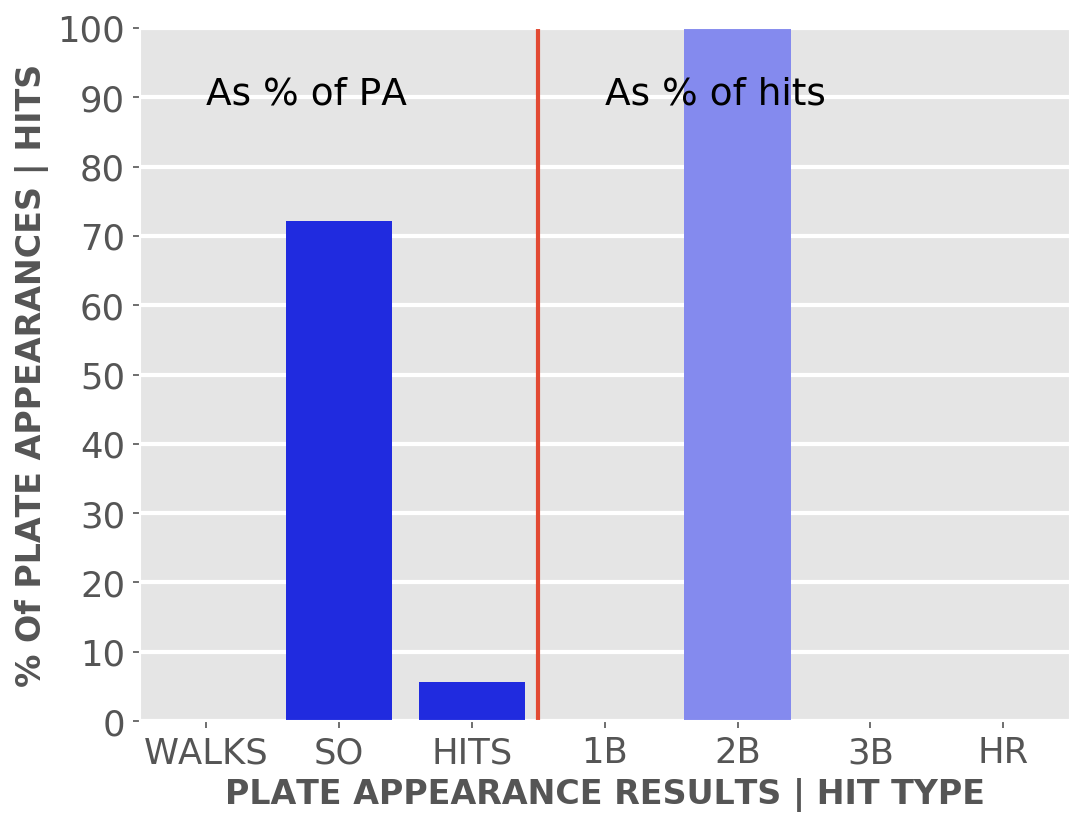 % Of PLATE APPEARANCES | HITS
100
90
80
70
60
50
40
30
20
10
0
As % of PA
As % of hits
WALKS SO HITS 1B 2B 3B HR
PLATE APPEARANCE RESULTS | HIT TYPE